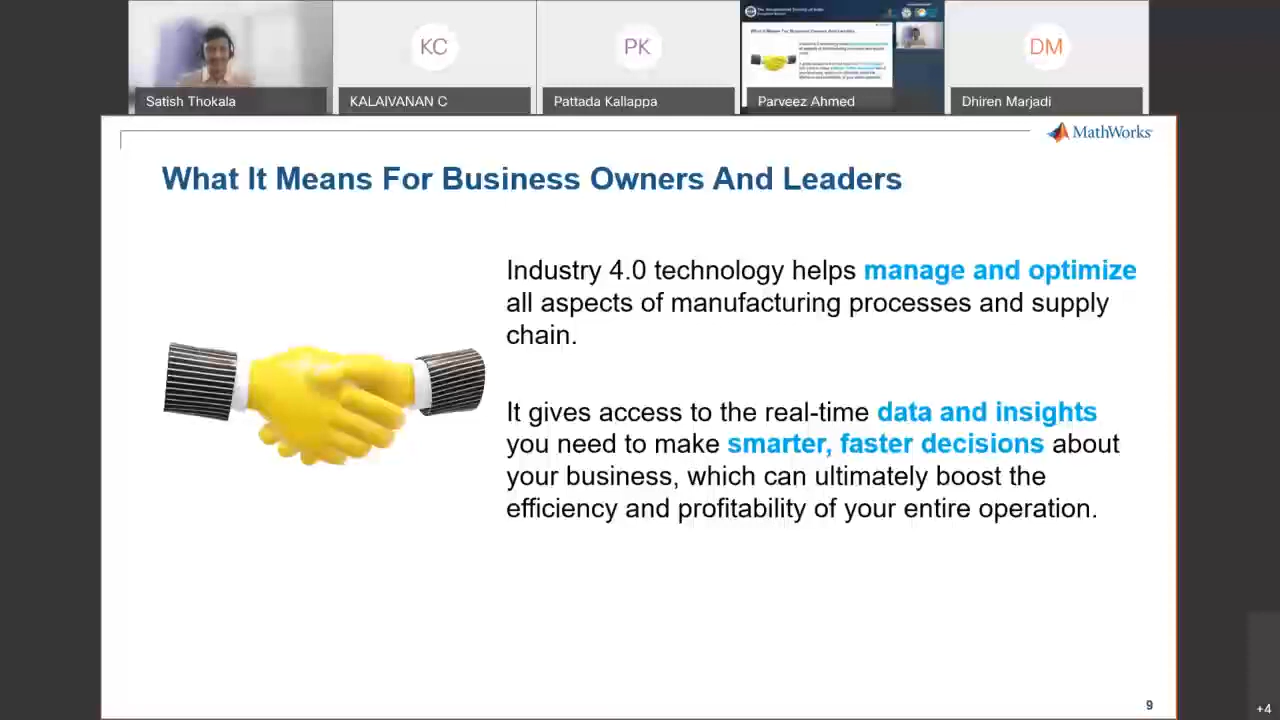 KC
PK
DM
Satish Thokala
KALAIVANAN C
Pattada Kallappa
Parveez Ahmed
Dhiren Marjadi
MathWorks
What It Means For Business Owners And Leaders
Industry 4.0 technology helps manage and optimize
all aspects of manufacturing processes and supply
chain.
It gives access to the real-time data and insights
you need to make smarter, faster decisions about
your business, which can ultimately boost the
efficiency and profitability of your entire operation.
9
+4